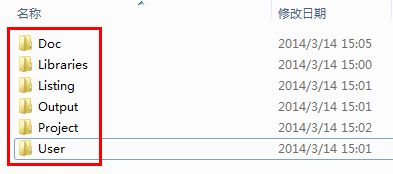 名称 修改日期
Doc 2014/3/14 15:05
Libraries 2014/3/14 15:00
Listing 2014/3/14 15:01
Output 2014/3/14 15:01
Project 2014/3/14 15:02
User 2014/3/14 15:01